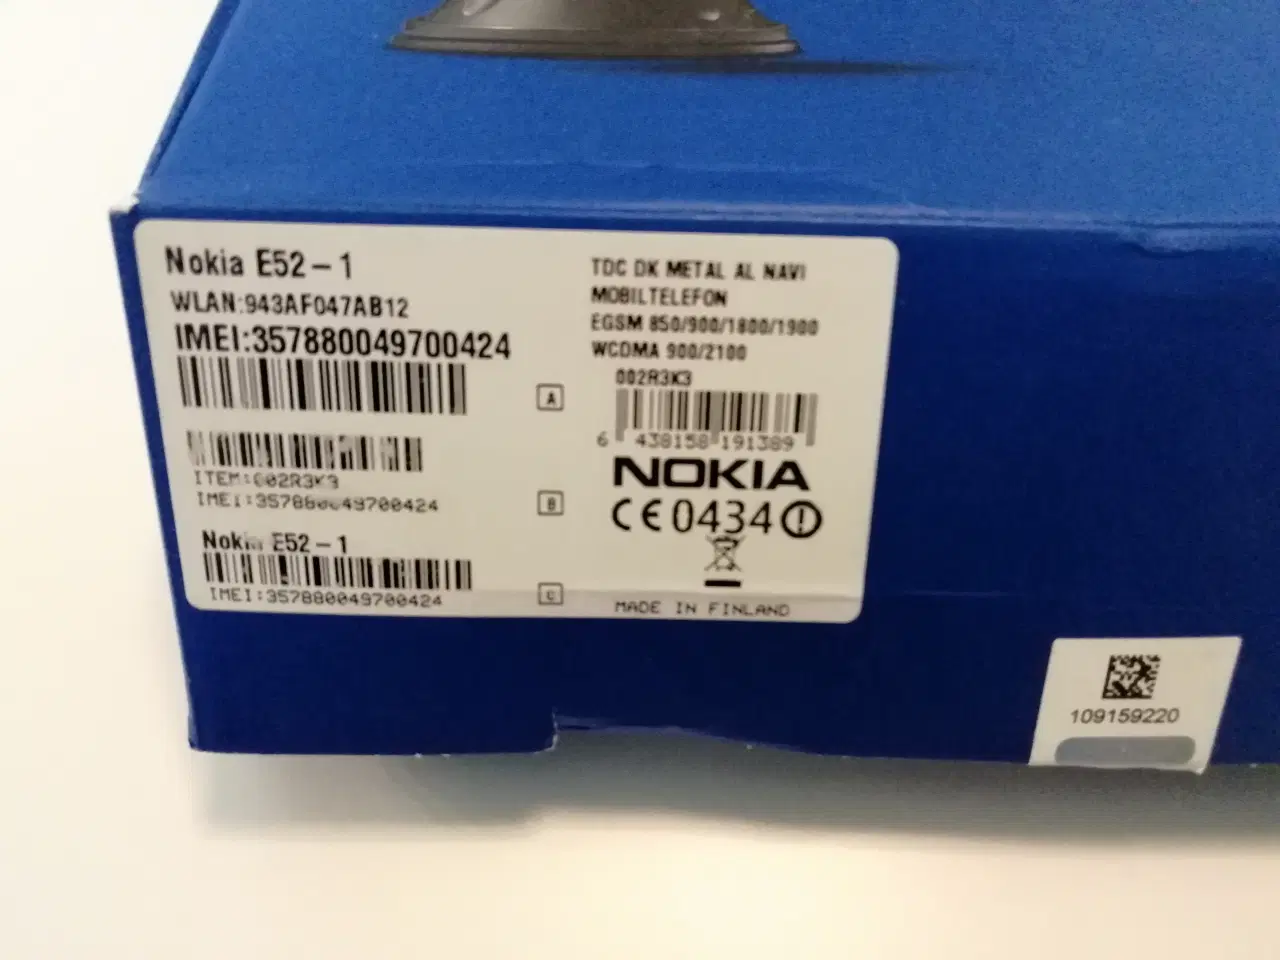 Nokia E52-1
WLAN:943AF047AB12
IMEI:357880049700424
A
ITEM:002R3K3
IMEI:357880049700424
B
Nokia E52-1
IMEI:357880049700424
C
TDC DK METAL AL NAVI
MOBILTELEFON
EGSM 850/900/1800/1900
WCDMA 900/2100
002R3K3
6 438158 191389
NOKIA
CE0434
MADE IN FINLAND
109159220